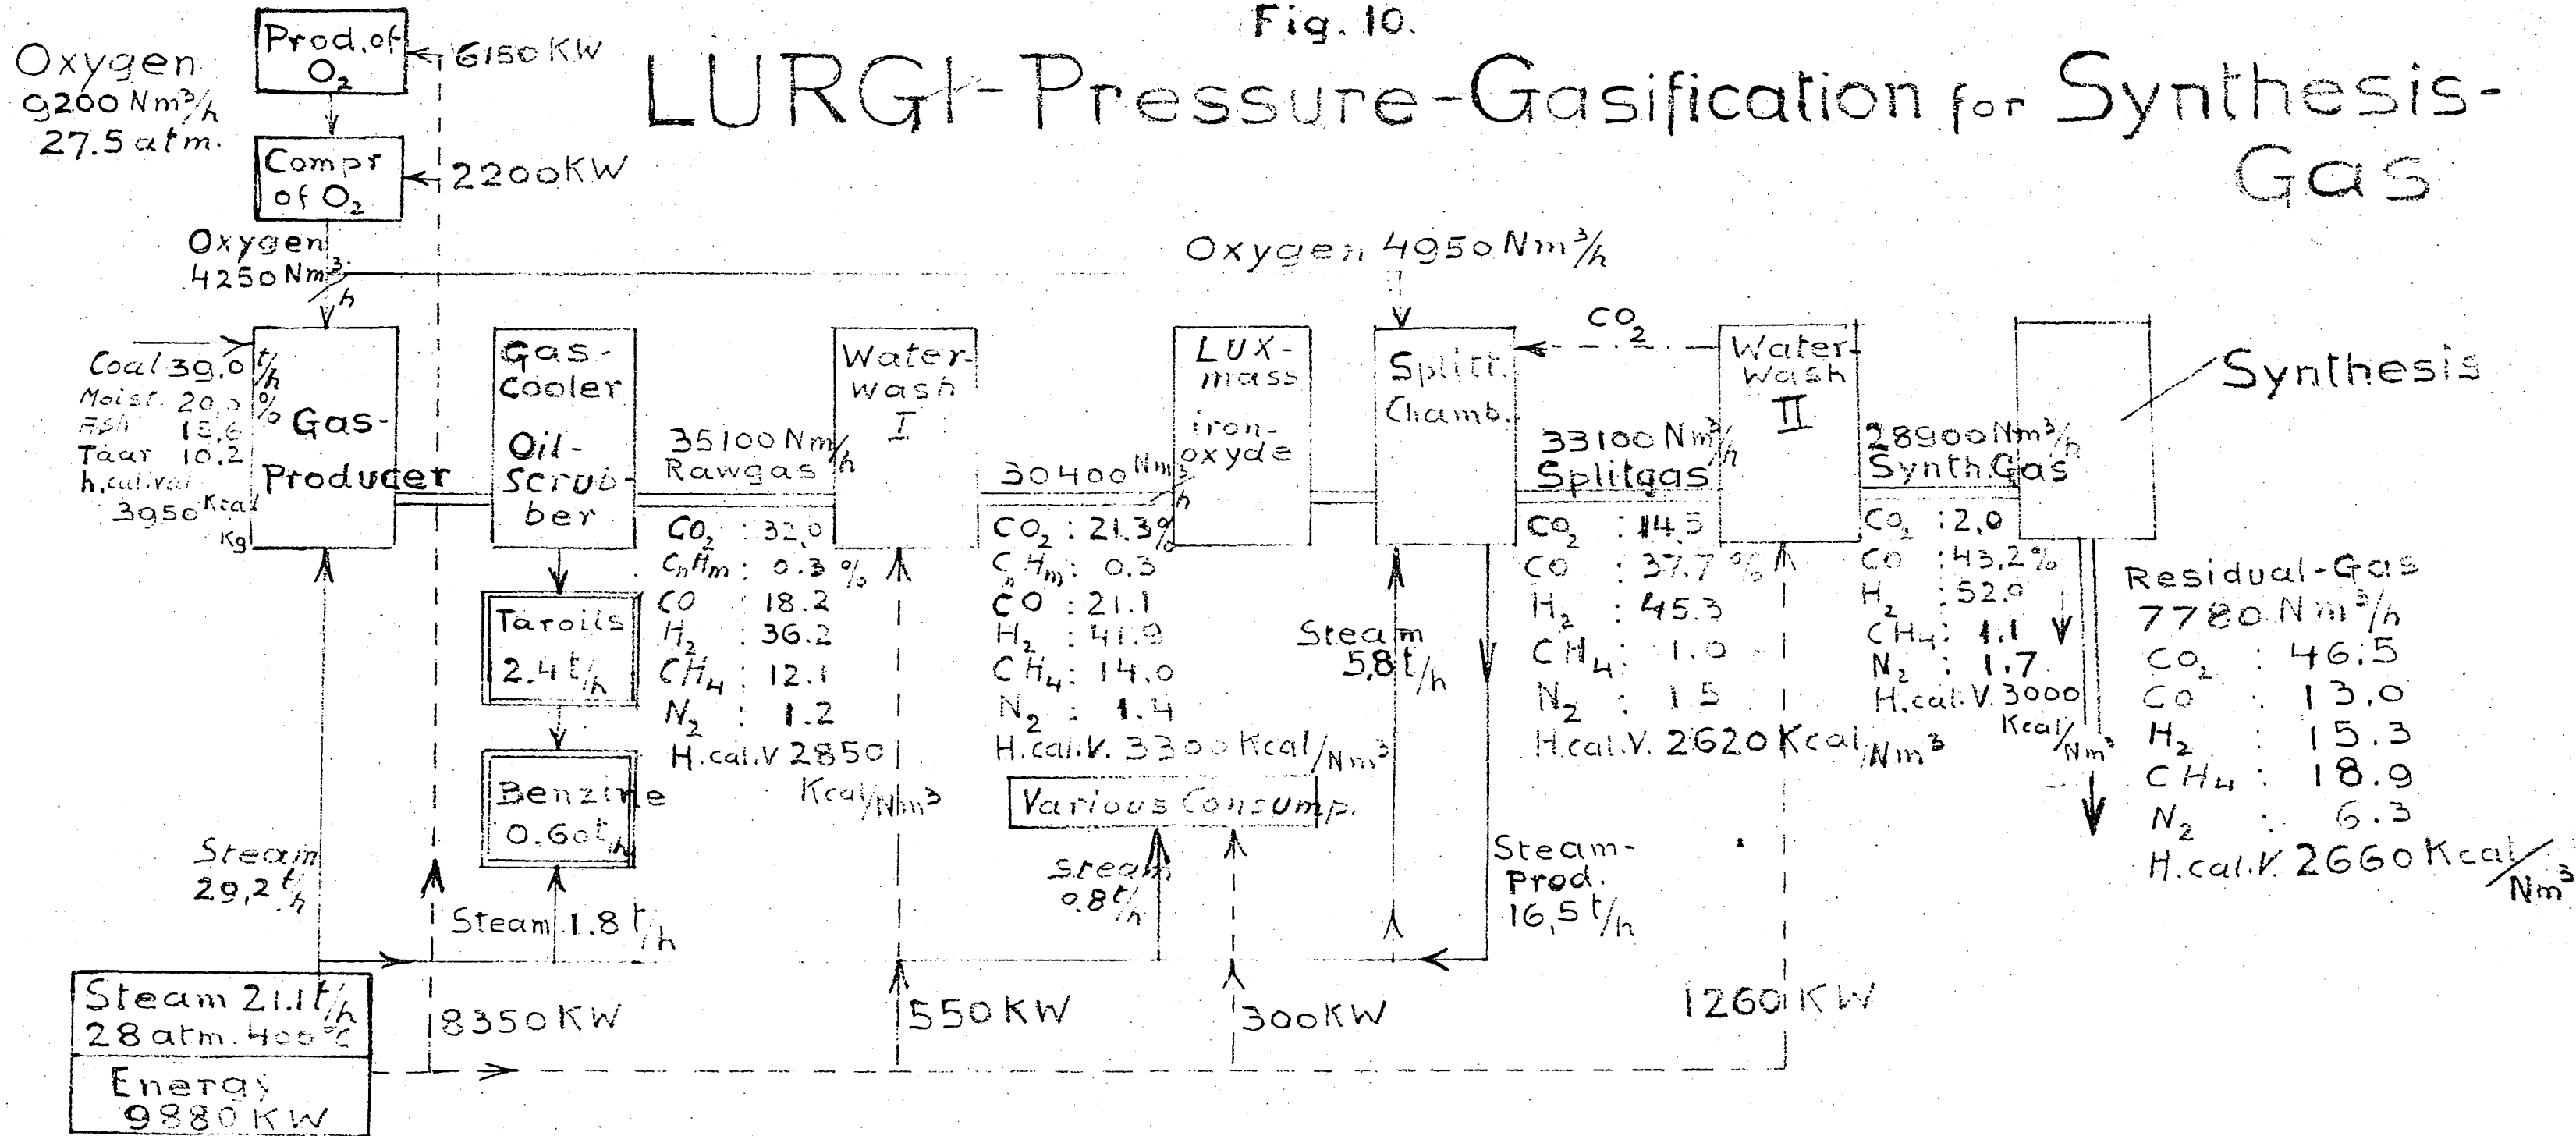 Fig. 10.
LURGI-Pressure-Gasification for Synthesis-
Gas
Oxygen
9200 Nm³/h
27.5 atm.
Prod. of
O₂
6150 KW
Compr
of O₂
2200 KW
Oxygen
4250 Nm³/h
Oxygen 4950 Nm³/h
Coal 39,0 t/h
Moist. 20,0 %
Ash 15,6 %
Taar 10,2
h.cal.val
3950 Kcal
Kg
Gas-
Producer
Gas-
cooler
Oil-
scrub-
ber
35100 Nm³/h
Rawgas
CO₂ : 32,0
CnHm : 0.3 %
CO : 18.2
H₂ : 36.2
CH₄ : 12.1
N₂ : 1.2
H.cal.V 2850
Kcal/Nm³
Taroils
2.4 t/h
Benzine
0.60 t/h
Water-
wash
I
30400 Nm³/h
CO₂ : 21.3%
CnHm : 0.3
CO : 21.1
H₂ : 41.9
CH₄ : 14.0
N₂ : 1.4
H.cal.V. 3300 Kcal/Nm³
Various Consump.
LUX-
mass
iron-
oxyde
Splitt.
Chamb.
CO₂
33100 Nm³/h
Splitgas
CO₂ : 14,5
CO : 37.7 %
H₂ : 45.3
CH₄ : 1.0
N₂ : 1.5
H.cal.V. 2620 Kcal/Nm³
Water-
wash
II
28900 Nm³/h
Synth.Gas
CO₂ : 2,0
CO : 43,2 %
H₂ : 52.0
CH₄ : 1.1
N₂ : 1.7
H.cal.V. 3000
Kcal/Nm³
Synthesis
Residual-Gas
7780 Nm³/h
CO₂ : 46.5
CO : 13.0
H₂ : 15.3
CH₄ : 18.9
N₂ : 6.3
H.cal.V. 2660 Kcal/Nm³
Steam
29,2 t/h
Steam 1.8 t/h
Steam
0.8 t/h
Steam
5,8 t/h
Steam-
Prod.
16,5 t/h
Steam 21.1 t/h
28 atm. 400°C
Energy
9880 KW
8350 KW
550 KW
300 KW
1260 KW